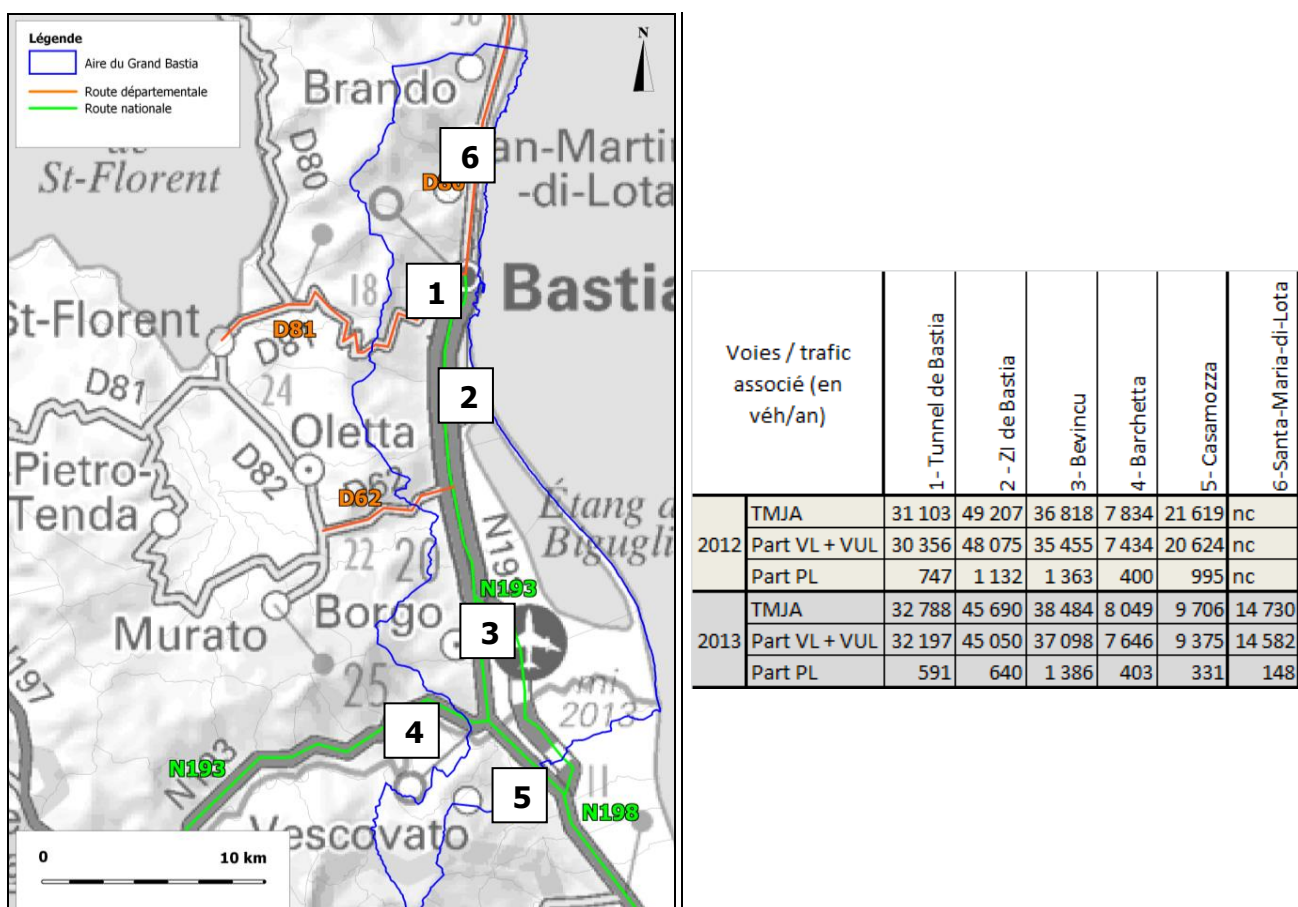 Légende
Aire du Grand Bastia
Route départementale
Route nationale
N
Brando
6
D80
St-Florent
-di-Lota
1
Bastia
18
St-Florent
D81
D81
D81
2
24
Oletta
D82
D62
D62
-Pietro-
Tenda
22
20
N193
Borgo
3
Murato
N197
25
mi
2013
4
N193
N193
5
11
N198
Vescovato
0 10 km
Voies / trafic
associé (en
véh/an)
1- Tunnel de Bastia
2 - ZI de Bastia
3- Bevincu
4- Barchetta
5- Casamozza
6-Santa-Maria-di-Lota
2012
TMJA 31 103 49 207 36 818 7 834 21 619 nc
Part VL + VUL 30 356 48 075 35 455 7 434 20 624 nc
Part PL 747 1 132 1 363 400 995 nc
2013
TMJA 32 788 45 690 38 484 8 049 9 706 14 730
Part VL + VUL 32 197 45 050 37 098 7 646 9 375 14 582
Part PL 591 640 1 386 403 331 148